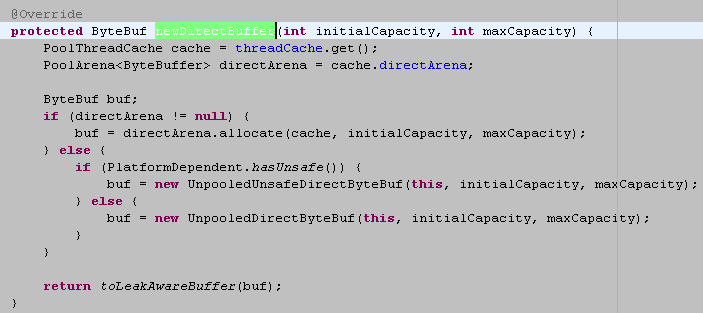 @Override
protected ByteBuf newDirectBuffer(int initialCapacity, int maxCapacity) {
    PoolThreadCache cache = threadCache.get();
    PoolArena<ByteBuffer> directArena = cache.directArena;

    ByteBuf buf;
    if (directArena != null) {
        buf = directArena.allocate(cache, initialCapacity, maxCapacity);
    } else {
        if (PlatformDependent.hasUnsafe()) {
            buf = new UnpooledUnsafeDirectByteBuf(this, initialCapacity, maxCapacity);
        } else {
            buf = new UnpooledDirectByteBuf(this, initialCapacity, maxCapacity);
        }
    }

    return toLeakAwareBuffer(buf);
}